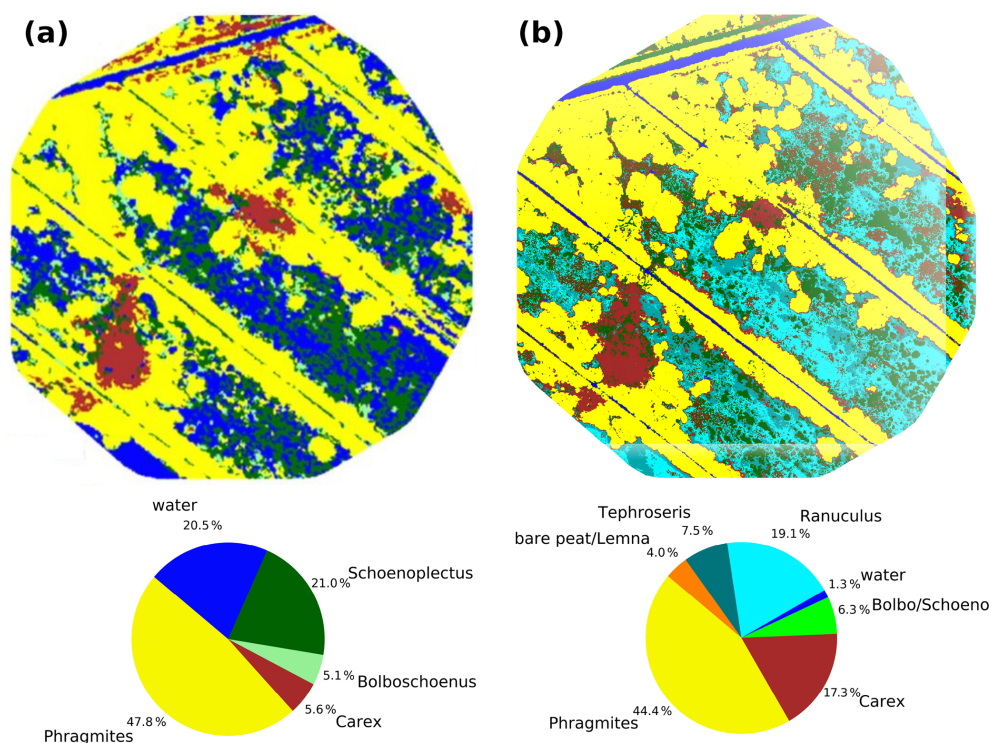 (a)
(b)
water
20.5%
21.0%
Schoenoplectus
5.1%
Bolboschoenus
5.6%
Carex
47.8%
Phragmites
Tephroseris
7.5%
bare peat/Lemna
4.0%
Ranuculus
19.1%
1.3%
water
6.3%
Bolbo/Schoeno
17.3%
Carex
44.4%
Phragmites